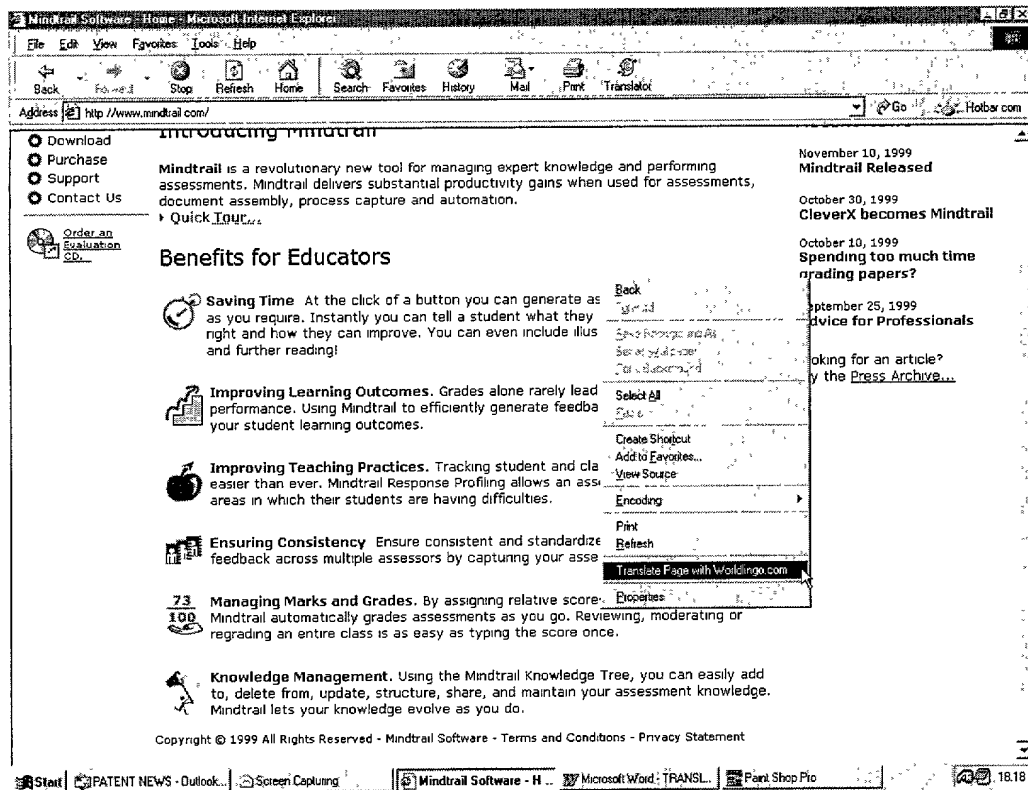 Mindtrail Software - Home - Microsoft Internet Explorer
File Edit View Favorites Tools Help
Back Forward Stop Refresh Home Search Favorites History Mail Print Translator
Address http //www.mindtrail com/ Go Hotbar com
Download
Purchase
Support
Contact Us
Order an
Evaluation
CD.
Introducing Mindtrail
Mindtrail is a revolutionary new tool for managing expert knowledge and performing
assessments. Mindtrail delivers substantial productivity gains when used for assessments,
document assembly, process capture and automation.
Quick Tour...
Benefits for Educators
Saving Time At the click of a button you can generate as
as you require. Instantly you can tell a student what they
right and how they can improve. You can even include illus
and further reading!
Improving Learning Outcomes. Grades alone rarely lead
performance. Using Mindtrail to efficiently generate feedba
your student learning outcomes.
Improving Teaching Practices. Tracking student and cla
easier than ever. Mindtrail Response Profiling allows an ass
areas in which their students are having difficulties.
Ensuring Consistency Ensure consistent and standardize
feedback across multiple assessors by capturing your asse
73
100
Managing Marks and Grades. By assigning relative score
Mindtrail automatically grades assessments as you go. Reviewing, moderating or
regrading an entire class is as easy as typing the score once.
Knowledge Management. Using the Mindtrail Knowledge Tree, you can easily add
to, delete from, update, structure, share, and maintain your assessment knowledge.
Mindtrail lets your knowledge evolve as you do.
Copyright © 1999 All Rights Reserved - Mindtrail Software - Terms and Conditions - Privacy Statement
November 10, 1999
Mindtrail Released
October 30, 1999
CleverX becomes Mindtrail
October 10, 1999
Spending too much time
grading papers?
ptember 25, 1999
dvice for Professionals
oking for an article?
y the Press Archive...
Back
Select All
Create Shortcut
Add to Favorites...
View Source
Encoding
Print
Refresh
Translate Page with Worldlingo.com
Properties
Start PATENT NEWS - Outlook... Screen Capturing Mindtrail Software - H ... Microsoft Word - TRANSL... Paint Shop Pro 18.18